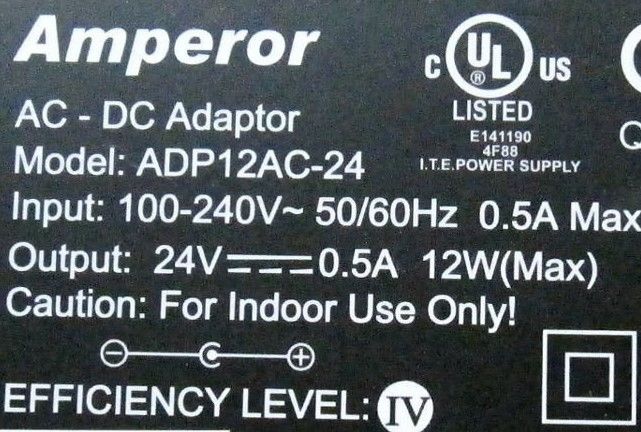 Amperor
C UL ® US
LISTED
E141190
4F88
I.T.E.POWER SUPPLY
AC - DC Adaptor
Model: ADP12AC-24
Input: 100-240V~ 50/60Hz 0.5A Max
Output: 24V⎓0.5A 12W(Max)
Caution: For Indoor Use Only!
EFFICIENCY LEVEL: IV